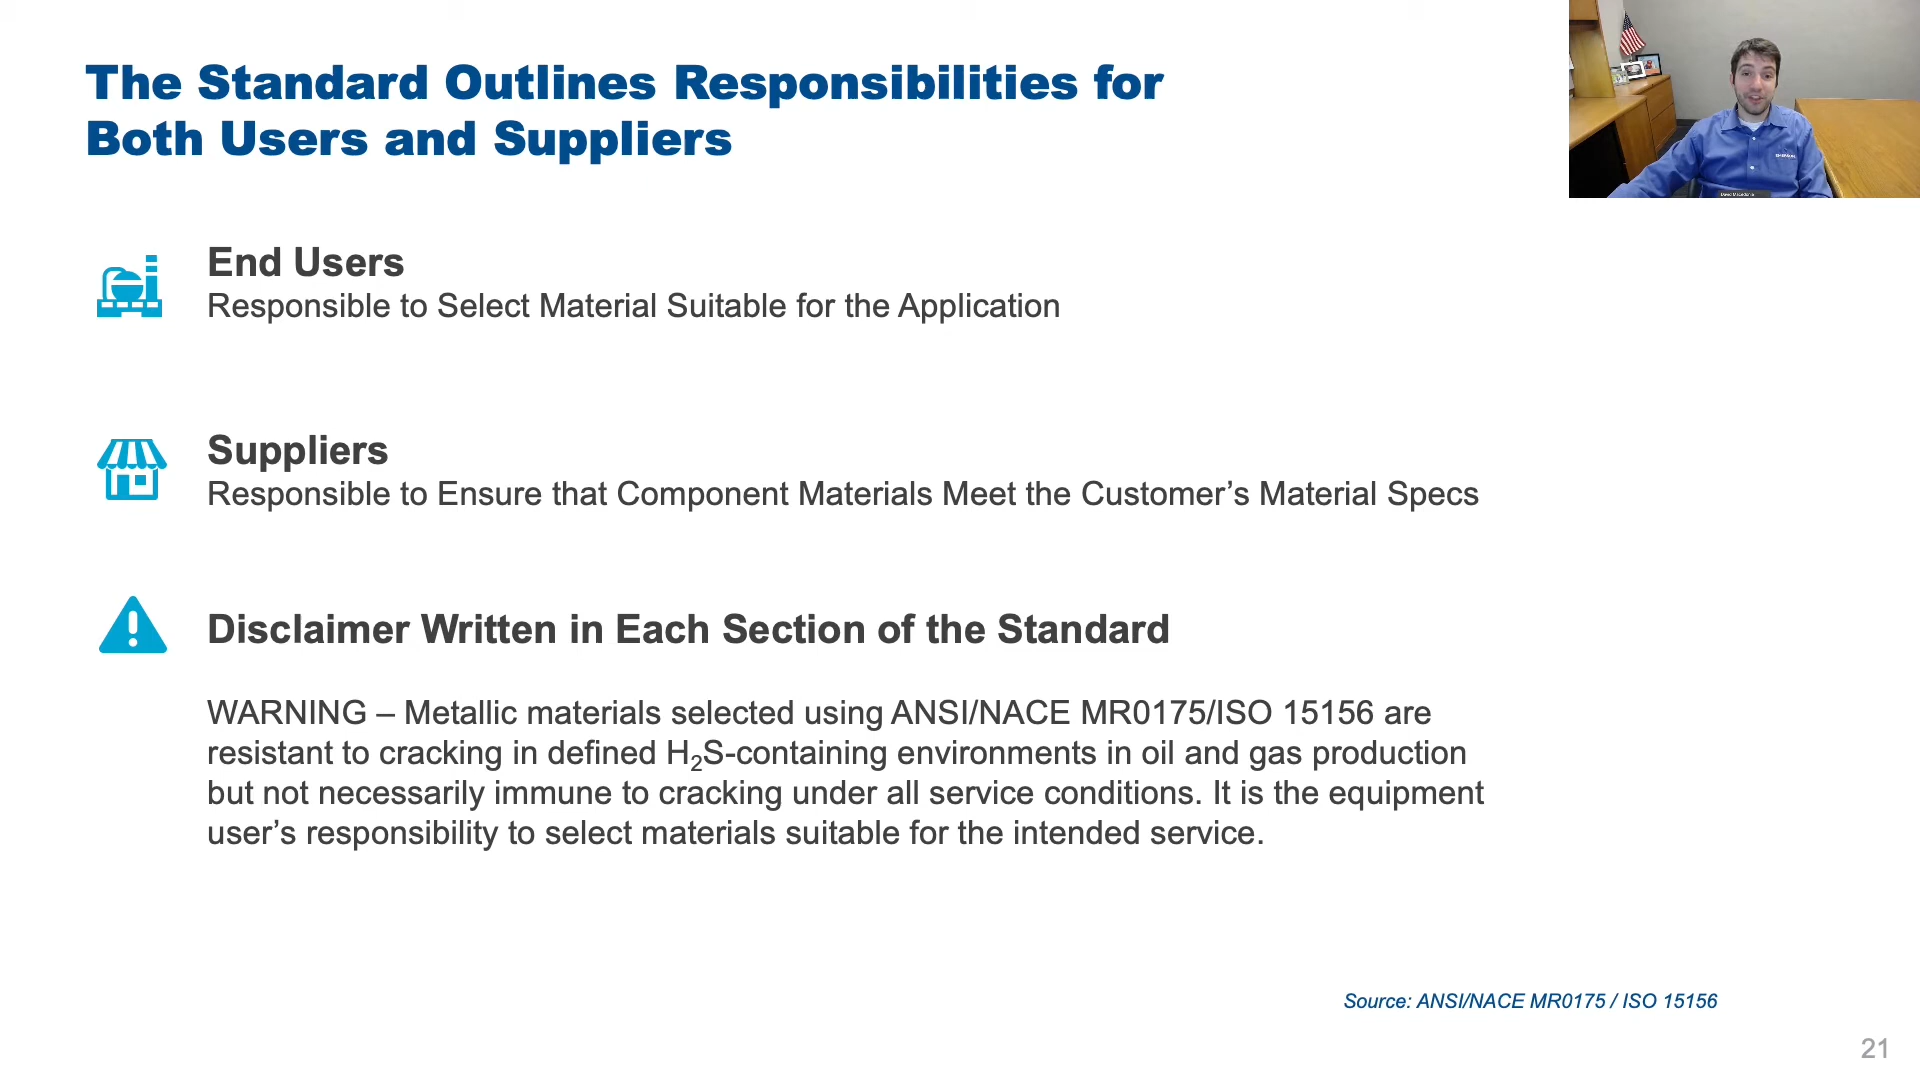 The Standard Outlines Responsibilities for
Both Users and Suppliers
End Users
Responsible to Select Material Suitable for the Application
Suppliers
Responsible to Ensure that Component Materials Meet the Customer’s Material Specs
Disclaimer Written in Each Section of the Standard
WARNING – Metallic materials selected using ANSI/NACE MR0175/ISO 15156 are
resistant to cracking in defined H₂S-containing environments in oil and gas production
but not necessarily immune to cracking under all service conditions. It is the equipment
user’s responsibility to select materials suitable for the intended service.
Source: ANSI/NACE MR0175 / ISO 15156
21
David Macedonia